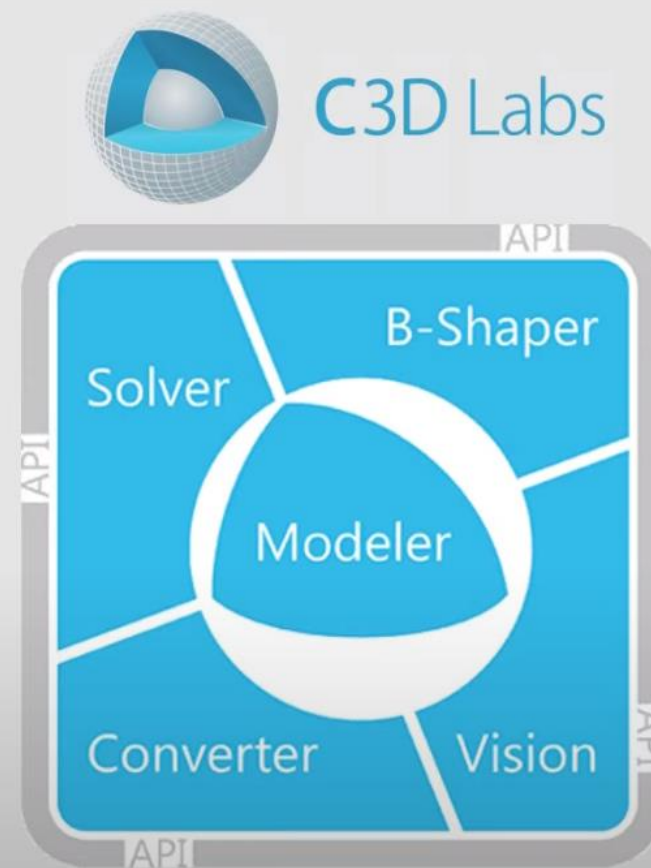 C3D Labs
API
B-Shaper
Solver
API
Modeler
API
Converter
Vision
API